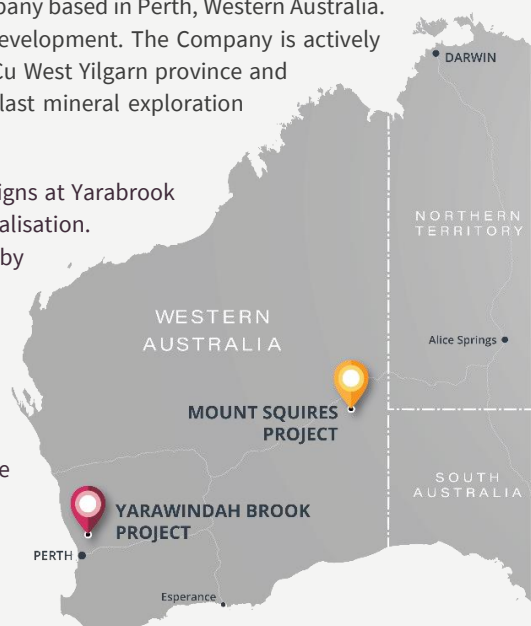 pany based in Perth, Western Australia.
evelopment. The Company is actively
Cu West Yilgarn province and
last mineral exploration
igns at Yarabrook
alisation.
by
e
DARWIN
NORTHERN
TERRITORY
WESTERN
AUSTRALIA
Alice Springs
MOUNT SQUIRES
PROJECT
SOUTH
AUSTRALIA
YARAWINDAH BROOK
PROJECT
PERTH
Esperance